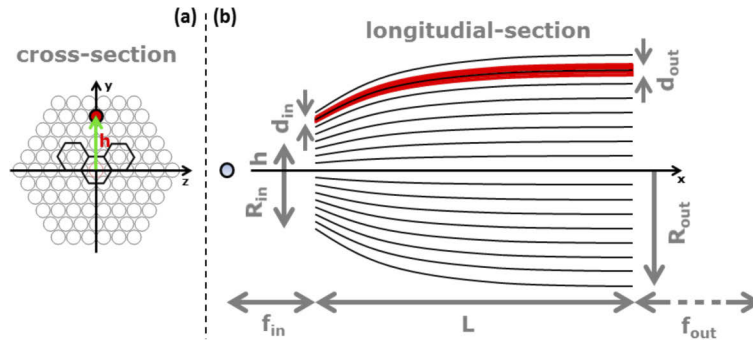 (a)
cross-section
y
h
z
(b)
longitudial-section
d_in
d_out
h
R_in
x
R_out
f_in
L
f_out